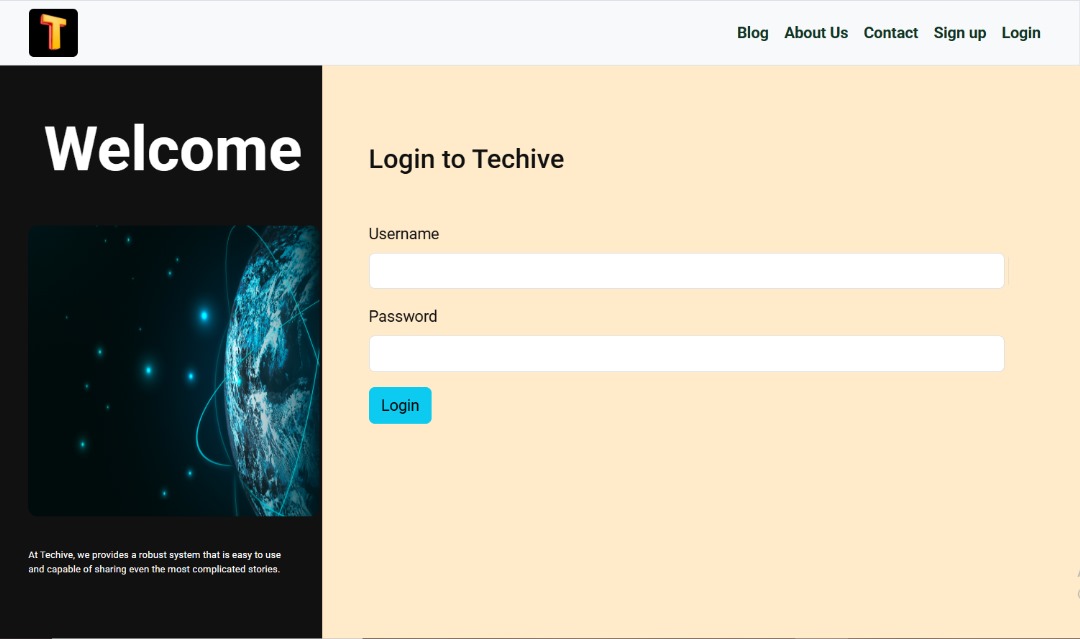 T
Blog About Us Contact Sign up Login
Welcome
At Techive, we provides a robust system that is easy to use
and capable of sharing even the most complicated stories.
Login to Techive
Username
Password
Login